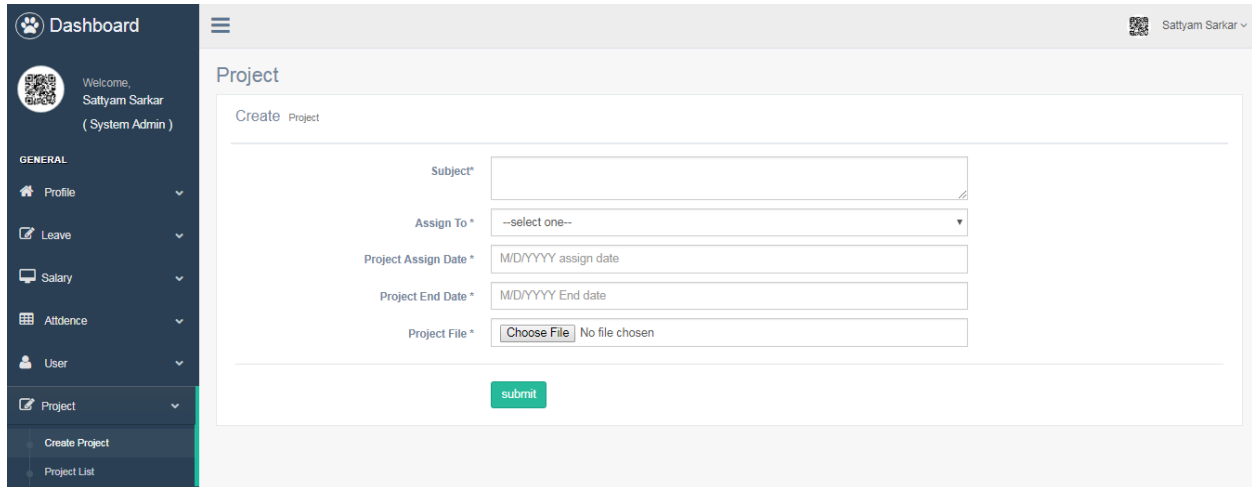 Dashboard
Sattyam Sarkar
Welcome,
Sattyam Sarkar
( System Admin )
GENERAL
Profile
Leave
Salary
Attdence
User
Project
Create Project
Project List
Project
Create Project
Subject*
Assign To *
--select one--
Project Assign Date *
M/D/YYYY assign date
Project End Date *
M/D/YYYY End date
Project File *
Choose File No file chosen
submit